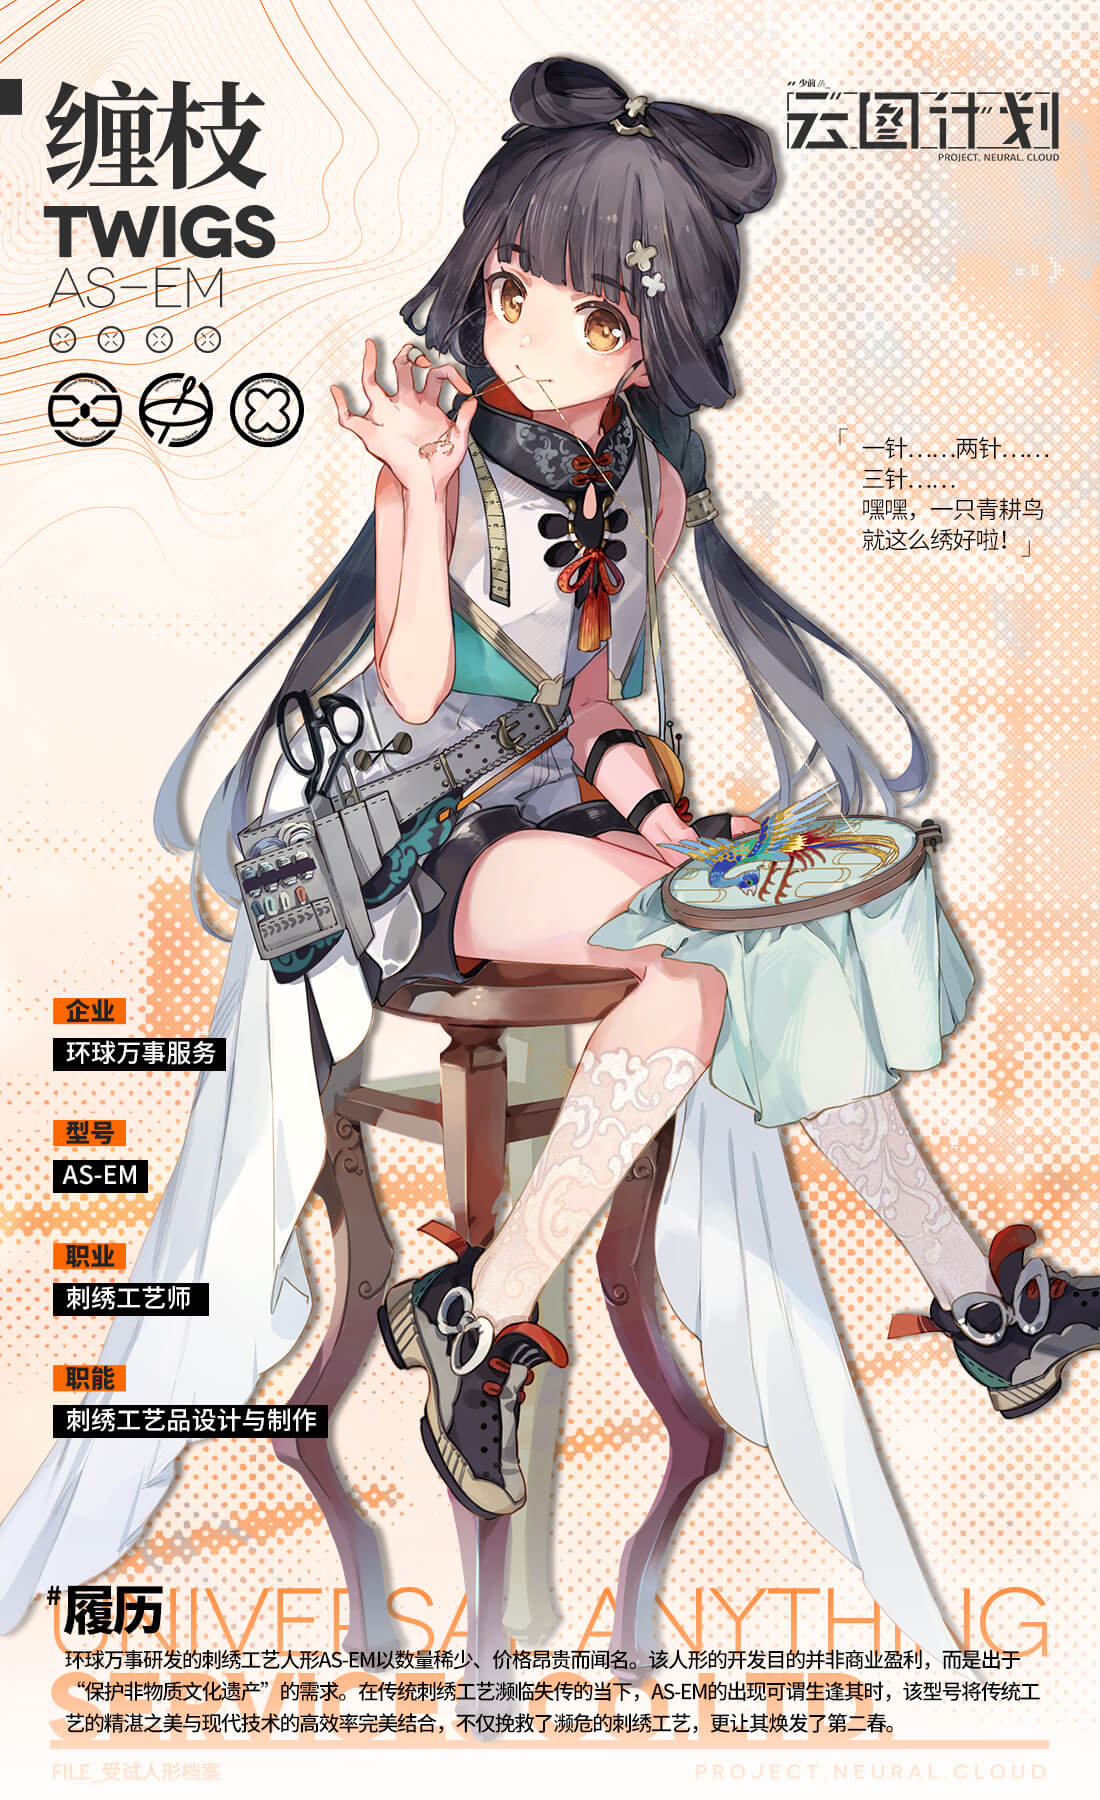 缠枝
TWIGS
AS-EM
少前
云图计划
PROJECT. NEURAL. CLOUD
「一针……两针……
三针……
嘿嘿，一只青耕鸟
就这么绣好啦！」
企业
环球万事服务
型号
AS-EM
职业
刺绣工艺师
职能
刺绣工艺品设计与制作
#履历
UNIVERSAL ANYTHING
SERVICE CO.LTD.
环球万事研发的刺绣工艺人形AS-EM以数量稀少、价格昂贵而闻名。该人形的开发目的并非商业盈利，而是出于
“保护非物质文化遗产”的需求。在传统刺绣工艺濒临失传的当下，AS-EM的出现可谓生逢其时，该型号将传统工
艺的精湛之美与现代技术的高效率完美结合，不仅挽救了濒危的刺绣工艺，更让其焕发了第二春。
FILE_受试人形档案
PROJECT.NEURAL.CLOUD